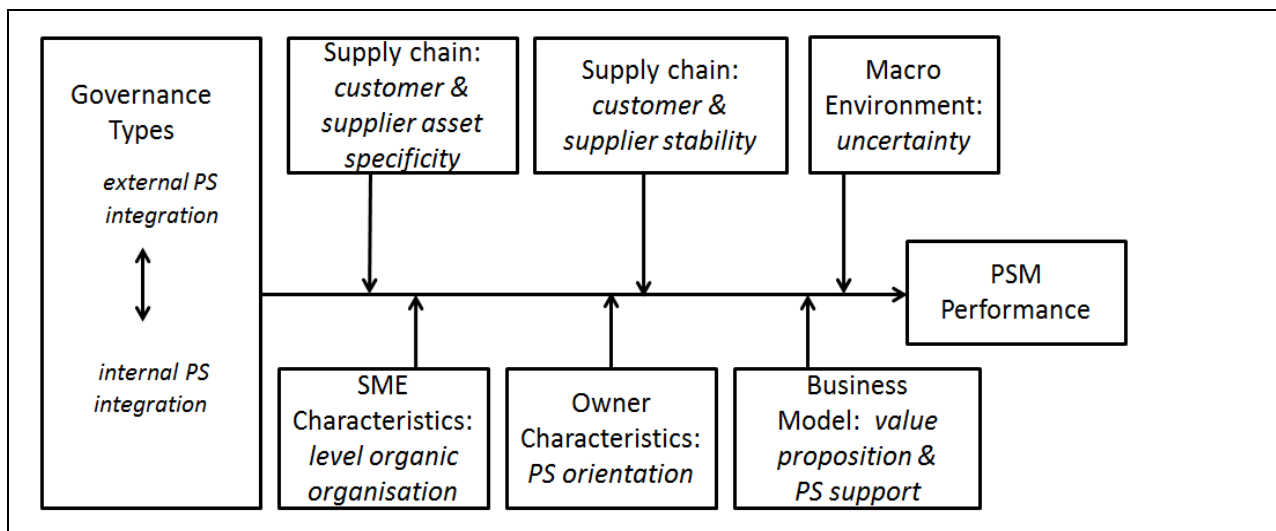 Governance
Types
external PS
integration
internal PS
integration
Supply chain:
customer &
supplier asset
specificity
Supply chain:
customer &
supplier stability
Macro
Environment:
uncertainty
PSM
Performance
SME
Characteristics:
level organic
organisation
Owner
Characteristics:
PS orientation
Business
Model: value
proposition &
PS support